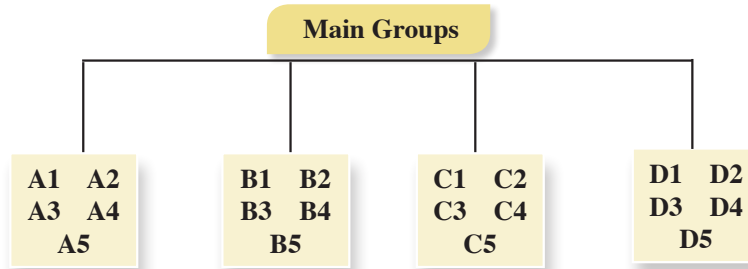 Main Groups
A1 A2
A3 A4
A5
B1 B2
B3 B4
B5
C1 C2
C3 C4
C5
D1 D2
D3 D4
D5